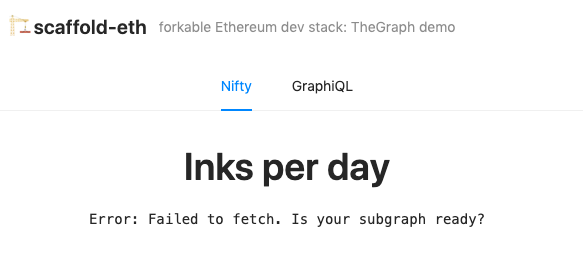 scaffold-eth forkable Ethereum dev stack: TheGraph demo
Nifty GraphiQL
Inks per day
Error: Failed to fetch. Is your subgraph ready?